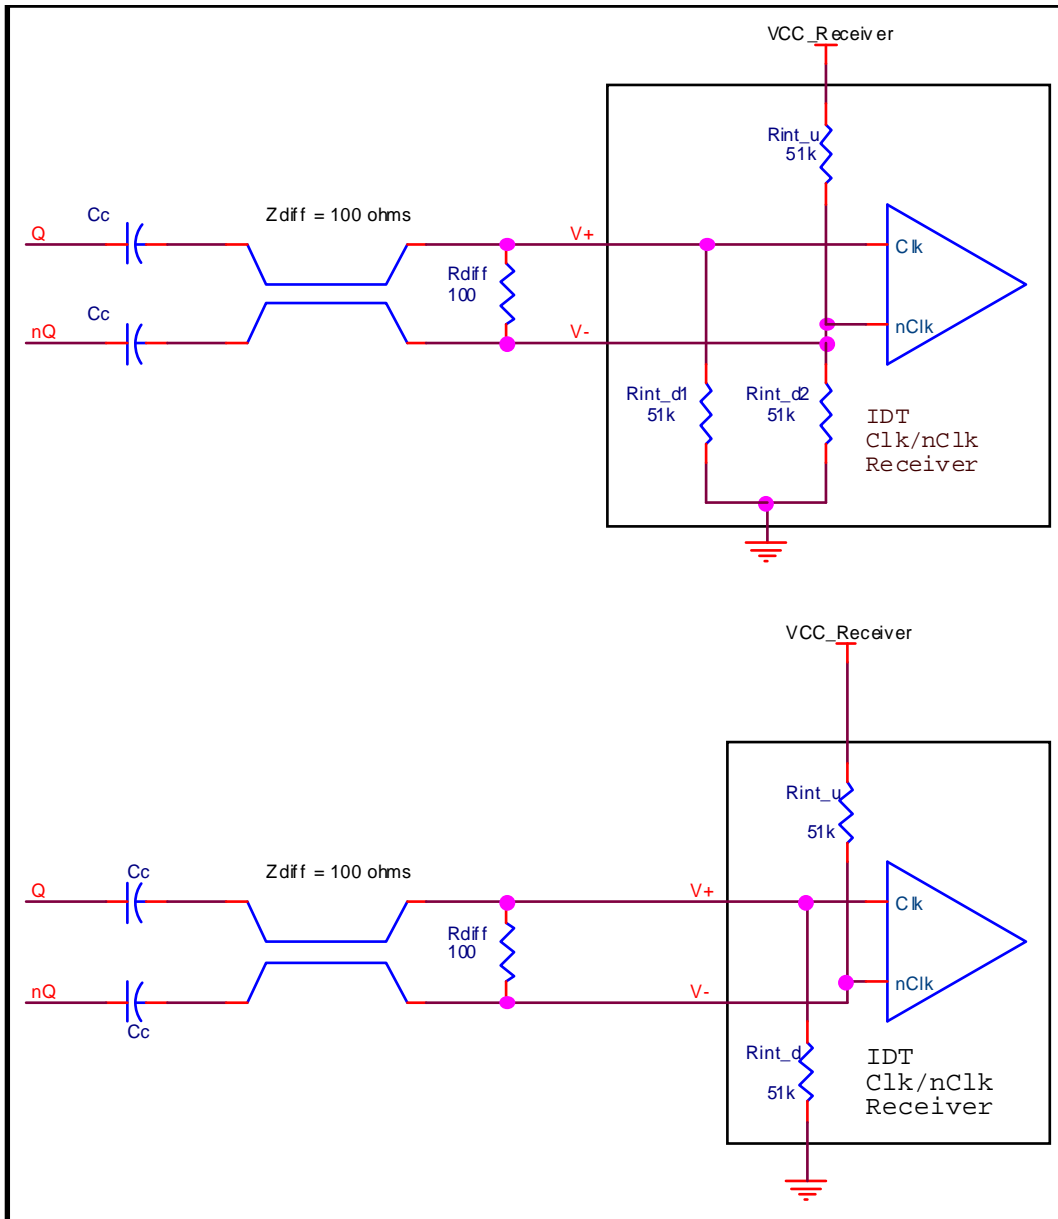 VCC_Receiver
Rint_u
51k
Cc
Zdiff = 100 ohms
Q
V+
Clk
Rdiff
100
Cc
nQ
V-
nClk
Rint_d1
51k
Rint_d2
51k
IDT
Clk/nClk
Receiver
VCC_Receiver
Rint_u
51k
Cc
Zdiff = 100 ohms
Q
V+
Clk
Rdiff
100
nQ
V-
nClk
Cc
Rint_d
51k
IDT
Clk/nClk
Receiver